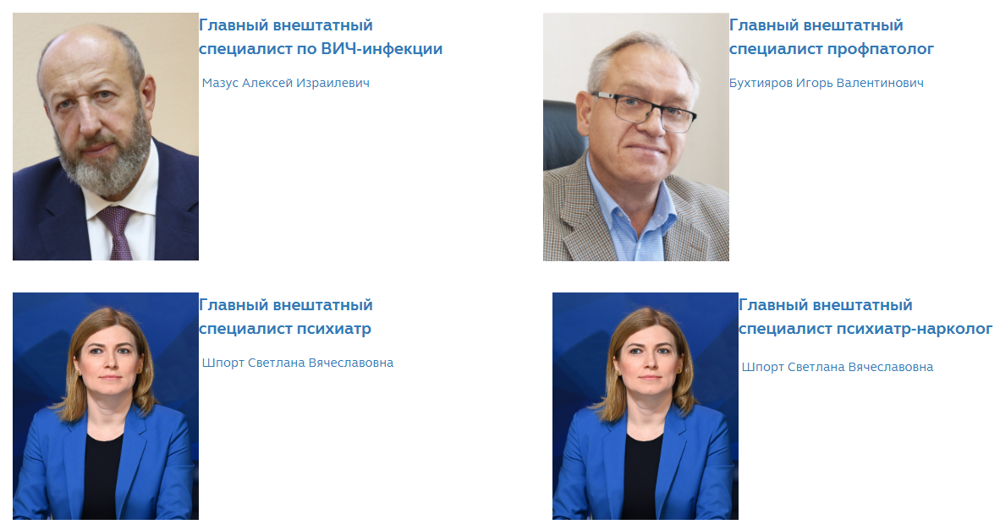 Главный внештатный
специалист по ВИЧ-инфекции
Мазус Алексей Израилевич
Главный внештатный
специалист профпатолог
Бухтияров Игорь Валентинович
Главный внештатный
специалист психиатр
Шпорт Светлана Вячеславовна
Главный внештатный
специалист психиатр-нарколог
Шпорт Светлана Вячеславовна